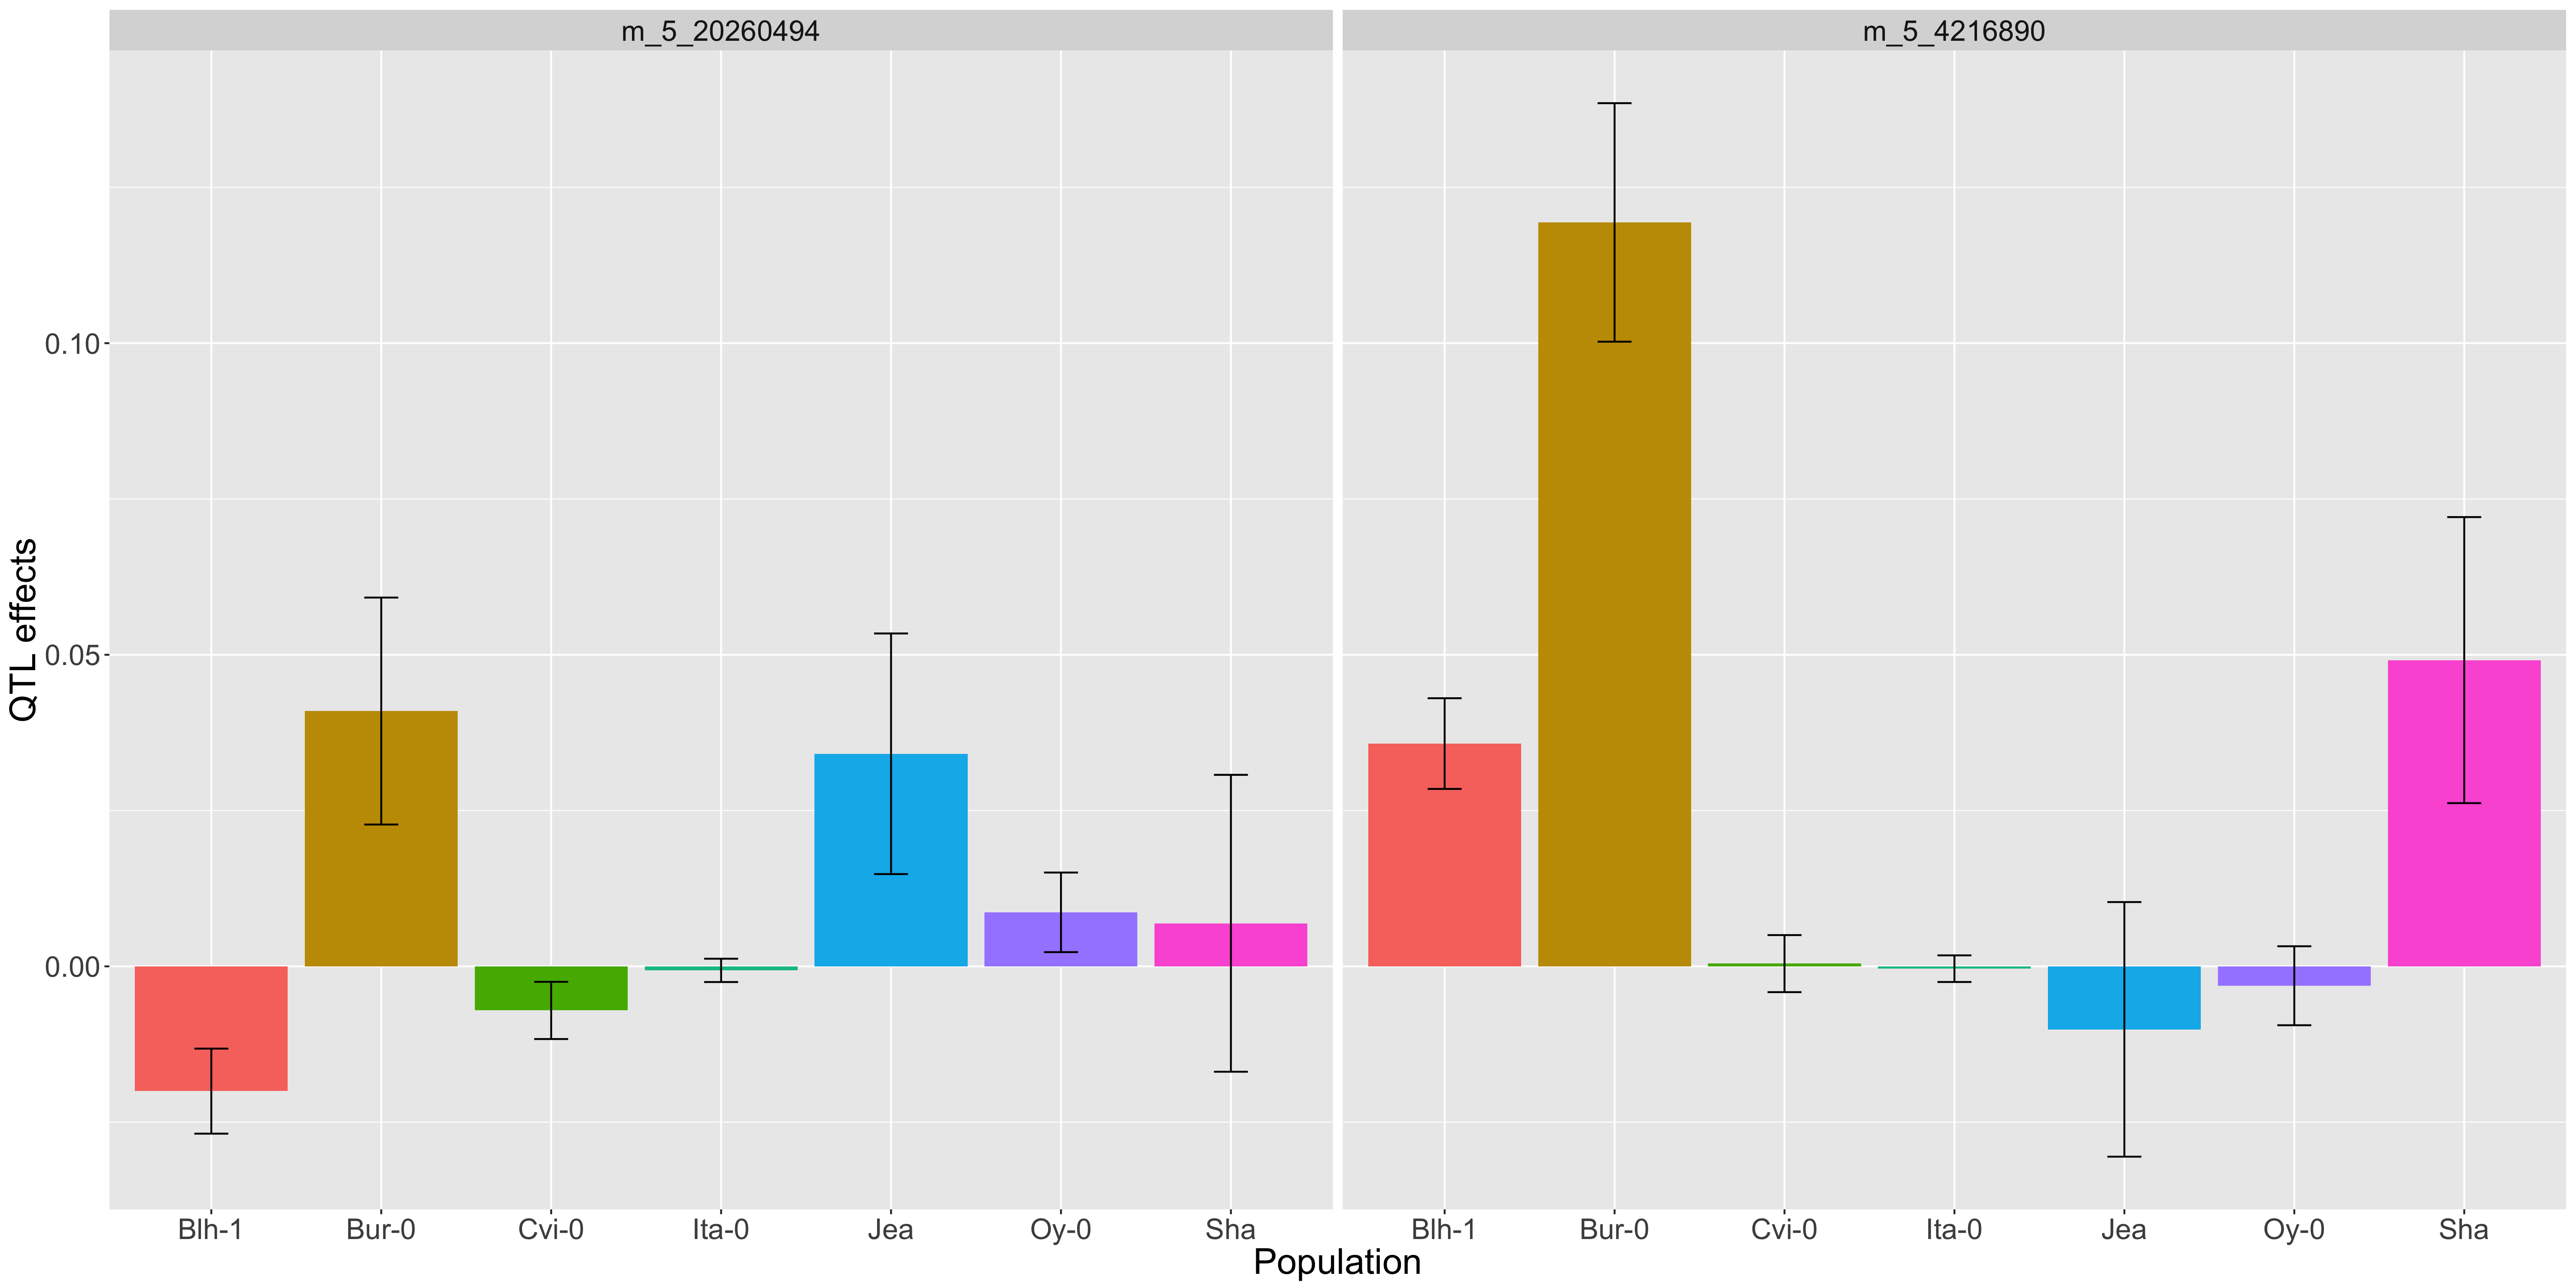 m_5_20260494 m_5_4216890
QTL effects
0.10
0.05
0.00
Blh-1 Bur-0 Cvi-0 Ita-0 Jea Oy-0 Sha Blh-1 Bur-0 Cvi-0 Ita-0 Jea Oy-0 Sha
Population